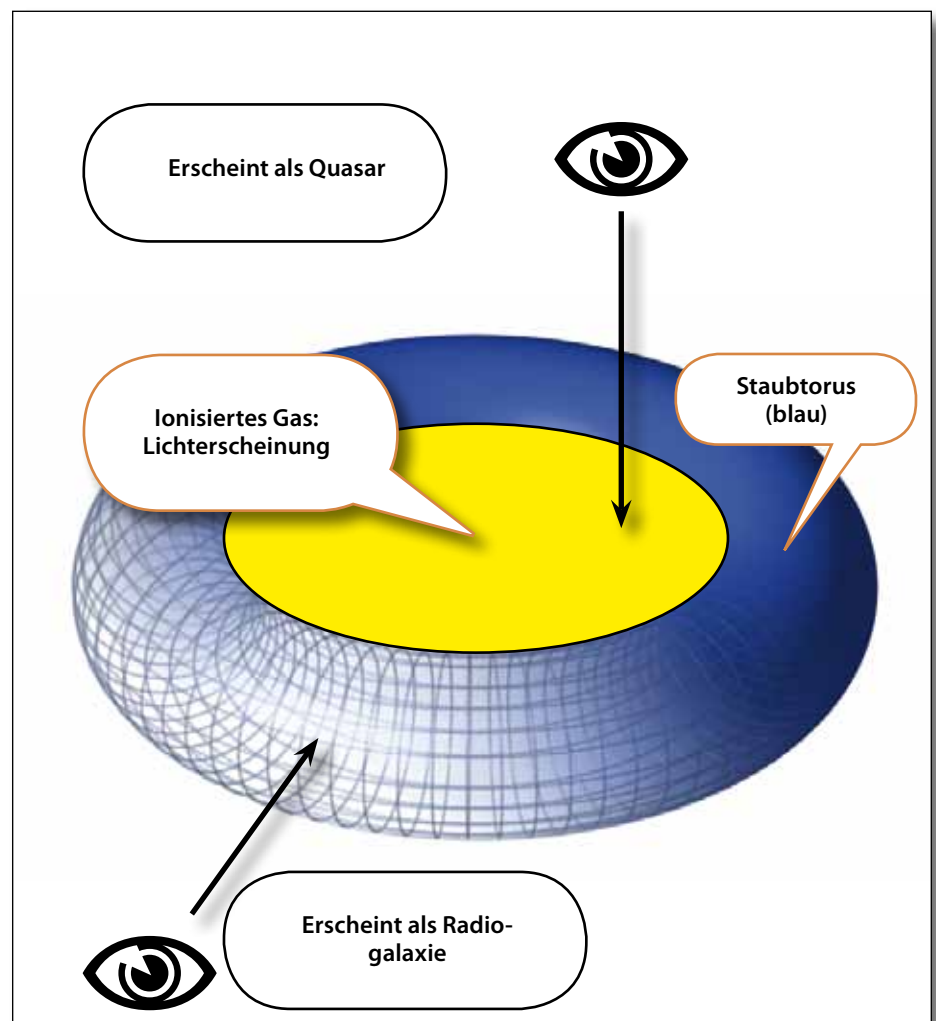 Erscheint als Quasar
Ionisiertes Gas:
Lichterscheinung
Staubtorus
(blau)
Erscheint als Radio-
galaxie